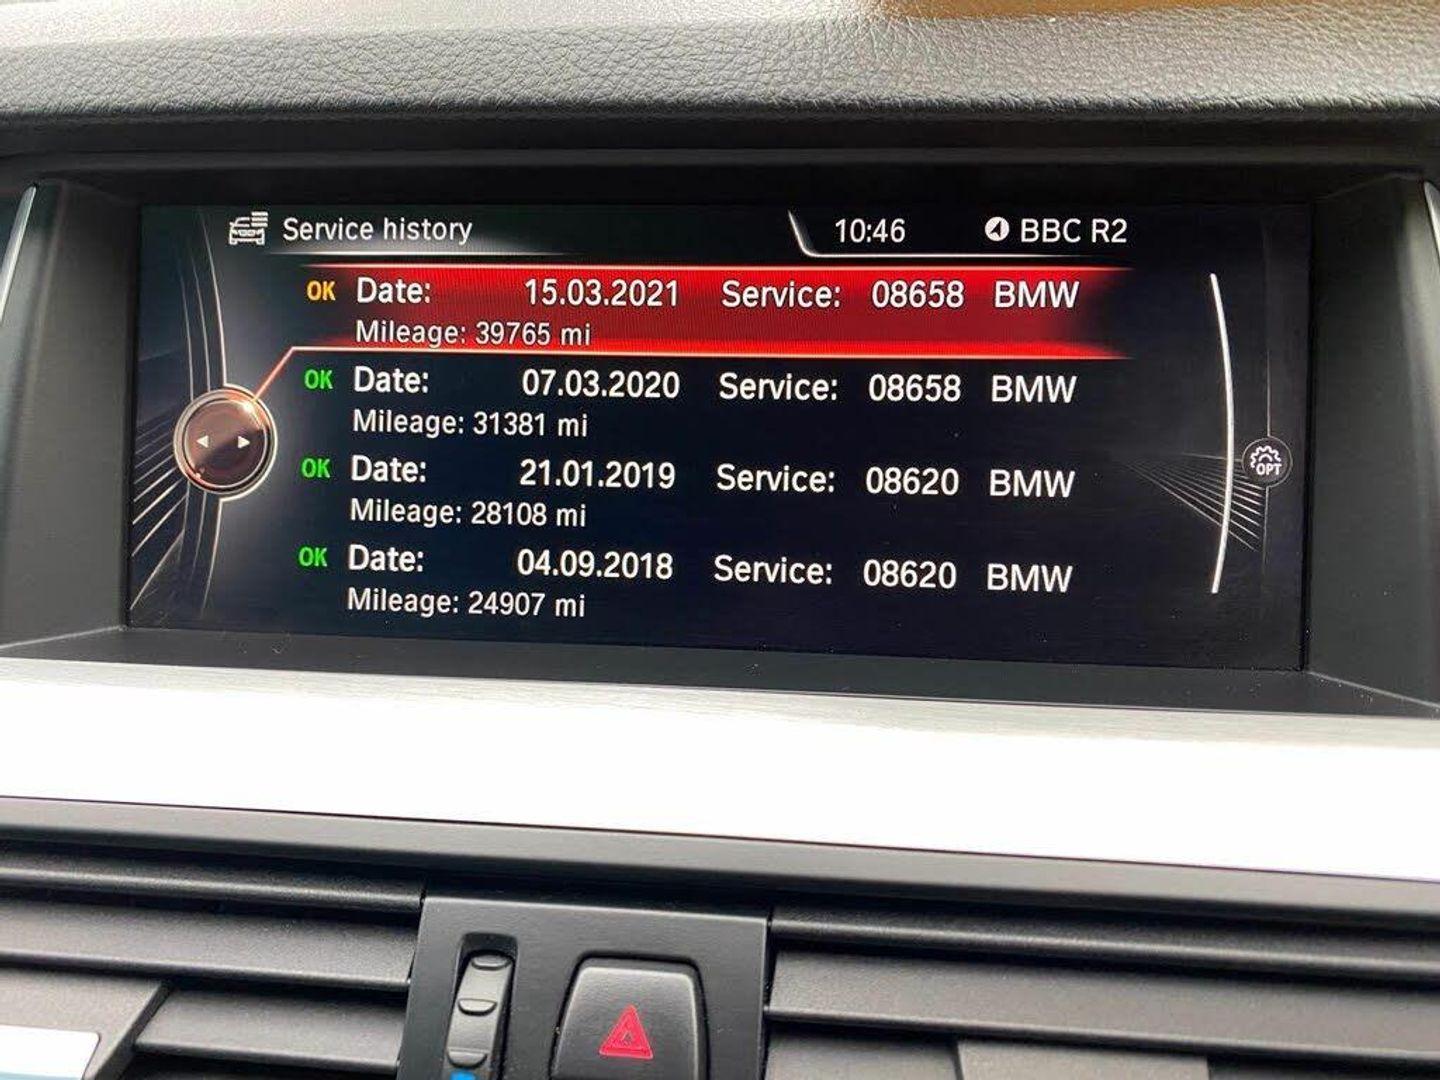 Service history 10:46 BBC R2
OK Date: 15.03.2021 Service: 08658 BMW
Mileage: 39765 mi
OK Date: 07.03.2020 Service: 08658 BMW
Mileage: 31381 mi
OK Date: 21.01.2019 Service: 08620 BMW
Mileage: 28108 mi
OPT
OK Date: 04.09.2018 Service: 08620 BMW
Mileage: 24907 mi